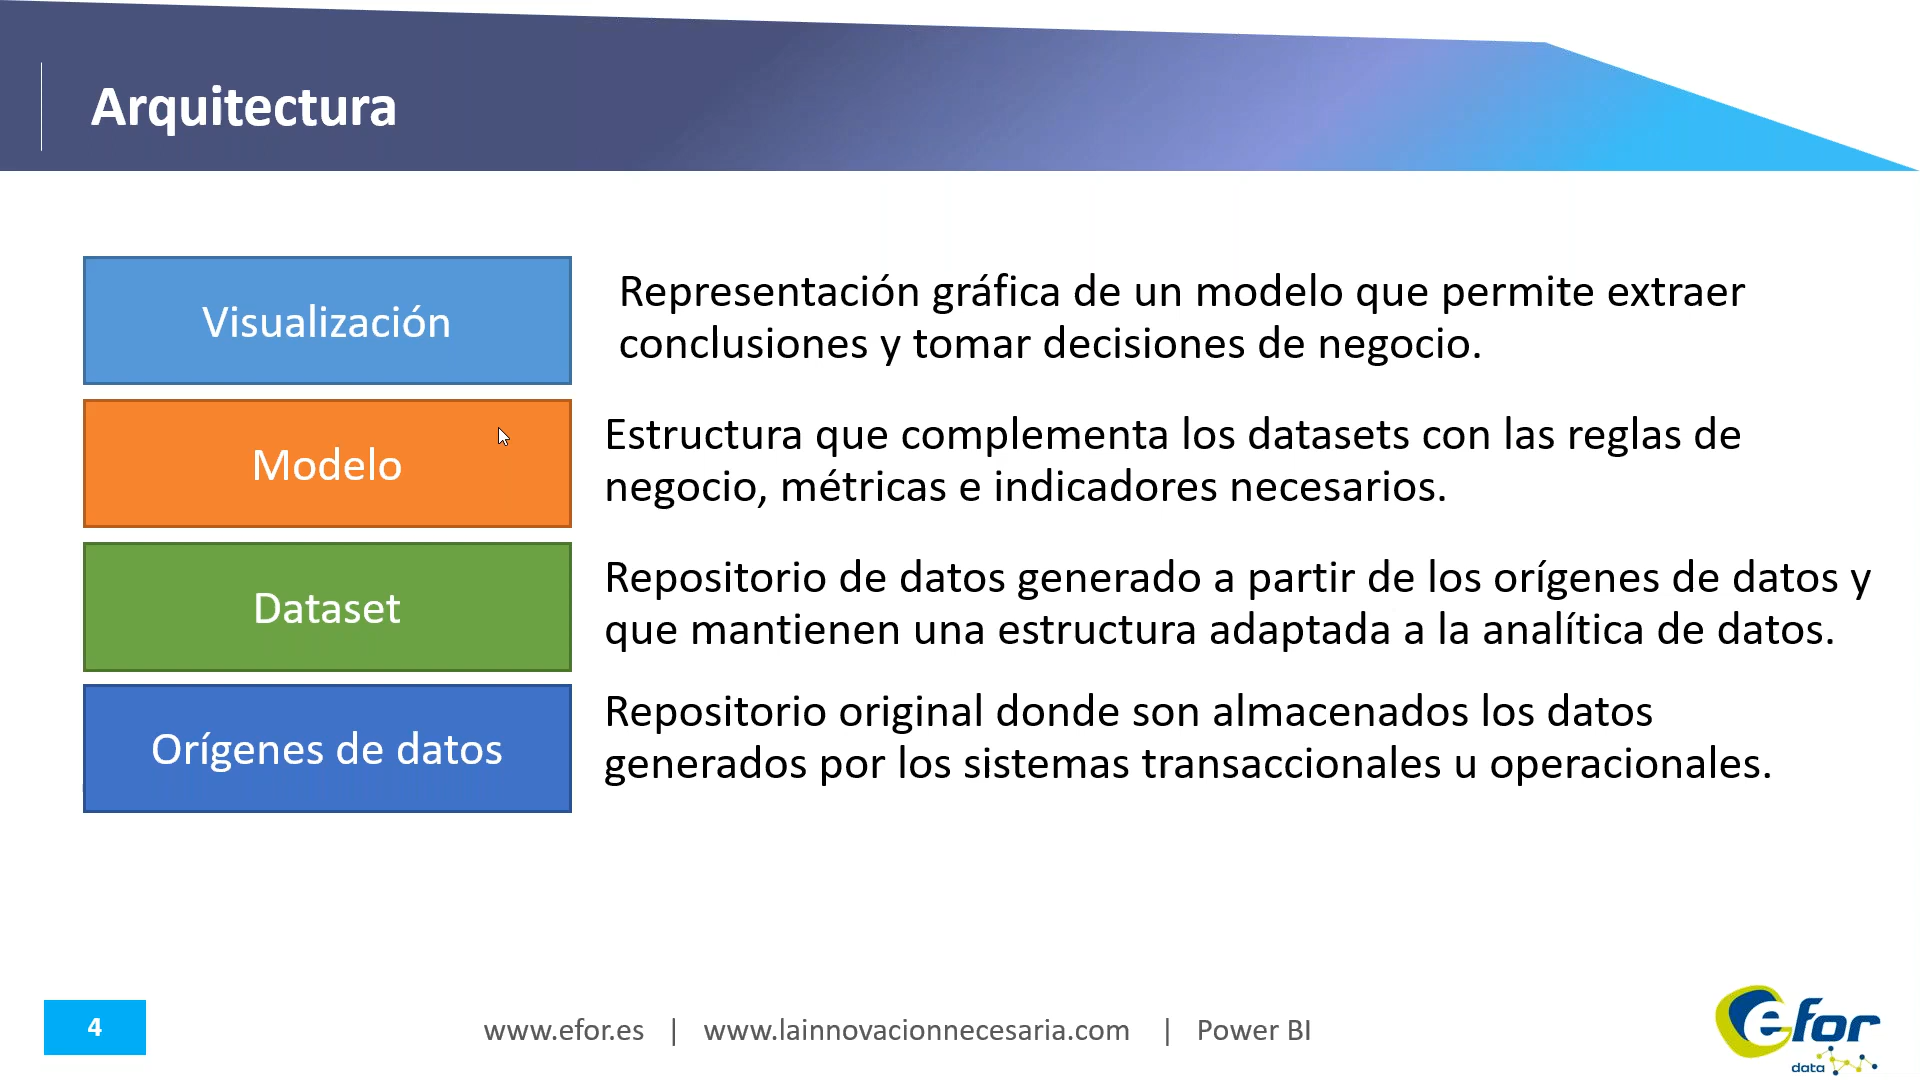 Arquitectura
Visualización
Representación gráfica de un modelo que permite extraer
conclusiones y tomar decisiones de negocio.
Modelo
Estructura que complementa los datasets con las reglas de
negocio, métricas e indicadores necesarios.
Dataset
Repositorio de datos generado a partir de los orígenes de datos y
que mantienen una estructura adaptada a la analítica de datos.
Orígenes de datos
Repositorio original donde son almacenados los datos
generados por los sistemas transaccionales u operacionales.
4
www.efor.es | www.lainnovacionnecesaria.com | Power BI
efor
data